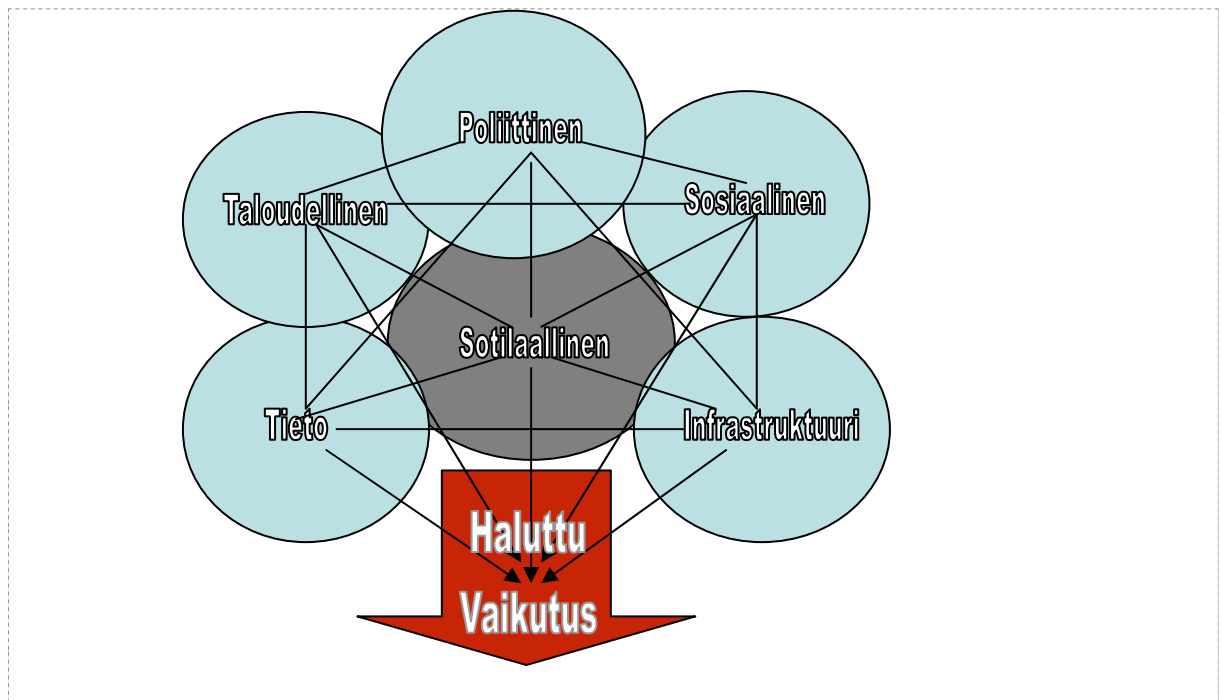 Poliittinen
Taloudellinen
Sosiaalinen
Sotilaallinen
Tieto
Infrastruktuuri
Haluttu
Vaikutus